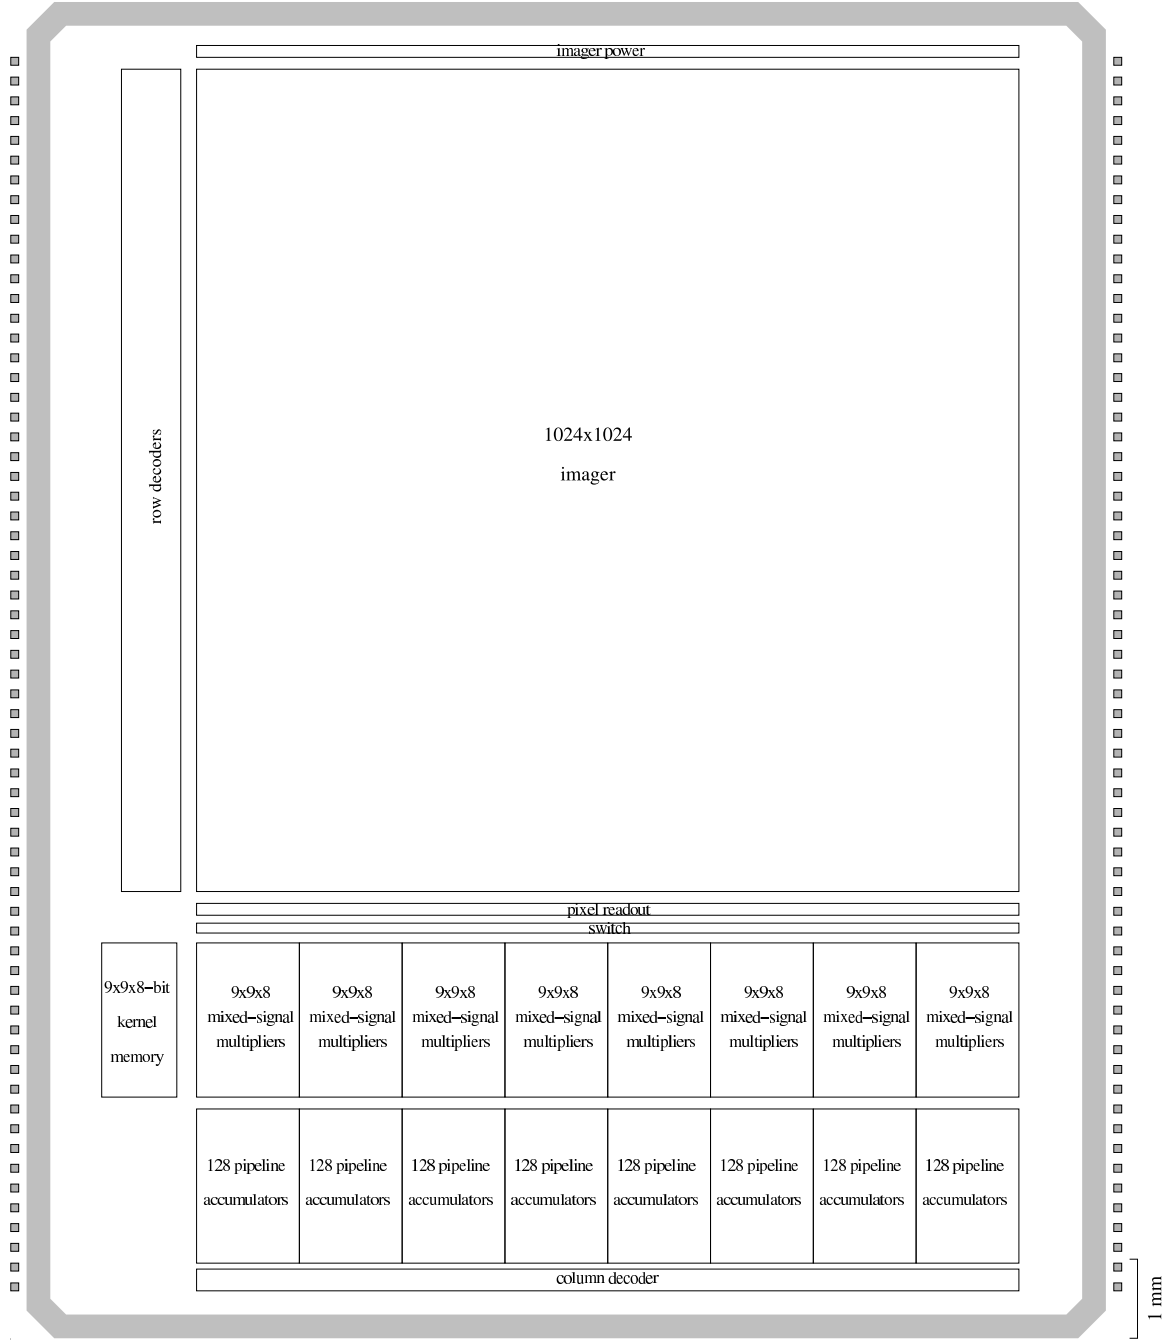 imager power
row decoders
1024x1024
imager
pixel readout
switch
9x9x8−bit
kernel
memory
9x9x8
mixed−signal
multipliers
9x9x8
mixed−signal
multipliers
9x9x8
mixed−signal
multipliers
9x9x8
mixed−signal
multipliers
9x9x8
mixed−signal
multipliers
9x9x8
mixed−signal
multipliers
9x9x8
mixed−signal
multipliers
9x9x8
mixed−signal
multipliers
128 pipeline
accumulators
128 pipeline
accumulators
128 pipeline
accumulators
128 pipeline
accumulators
128 pipeline
accumulators
128 pipeline
accumulators
128 pipeline
accumulators
128 pipeline
accumulators
column decoder
1 mm